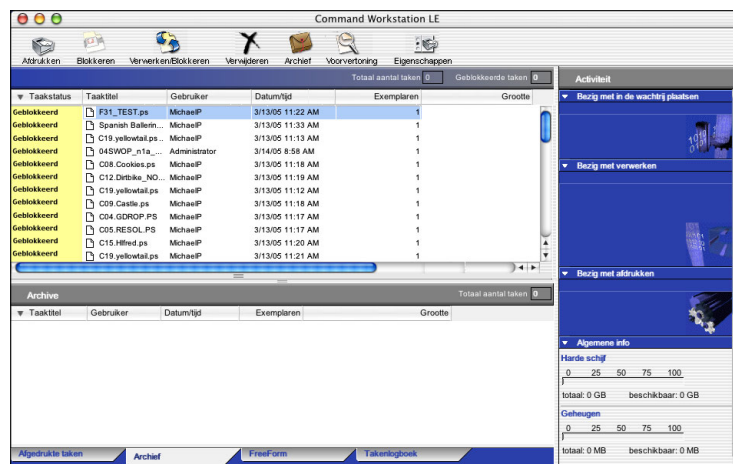 Command Workstation LE
Afdrukken Blokkeren Verwerken/Blokkeren Verwijderen Archief Voorvertoning Eigenschappen
Totaal aantal taken 0 Geblokkeerde taken 0
Taakstatus Taaktitel Gebruiker Datum/tijd Exemplaren Grootte
Geblokkeerd F31_TEST.ps MichaelP 3/13/05 11:22 AM 1
Geblokkeerd Spanish Ballerin... MichaelP 3/13/05 11:33 AM 1
Geblokkeerd C19.yellowtail.ps... MichaelP 3/13/05 11:13 AM 1
Geblokkeerd 04SWOP_n1a_... Administrator 3/14/05 8:58 AM 1
Geblokkeerd C08.Cookies.ps MichaelP 3/13/05 11:18 AM 1
Geblokkeerd C12.Dirtbike_NO... MichaelP 3/13/05 11:19 AM 1
Geblokkeerd C19.yellowtail.ps MichaelP 3/13/05 11:12 AM 1
Geblokkeerd C09.Castle.ps MichaelP 3/13/05 11:18 AM 1
Geblokkeerd C04.GDROP.PS MichaelP 3/13/05 11:17 AM 1
Geblokkeerd C05.RESOL.PS MichaelP 3/13/05 11:17 AM 1
Geblokkeerd C15.Hlfred.ps MichaelP 3/13/05 11:20 AM 1
Geblokkeerd C19.yellowtail.ps MichaelP 3/13/05 11:21 AM 1
Archive Totaal aantal taken 0
Taaktitel Gebruiker Datum/tijd Exemplaren Grootte
Afgedrukte taken Archief FreeForm Takenlogboek
Activiteit
Bezig met in de wachtrij plaatsen
Bezig met verwerken
Bezig met afdrukken
Algemene info
Harde schijf
0 25 50 75 100
totaal: 0 GB beschikbaar: 0 GB
Geheugen
0 25 50 75 100
totaal: 0 MB beschikbaar: 0 MB